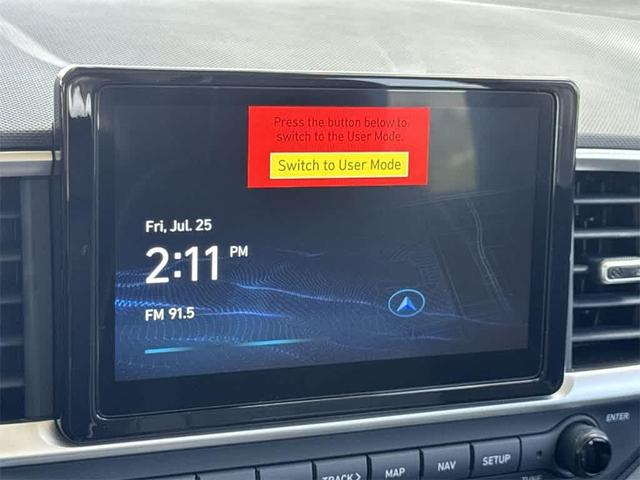 Press the button below to
switch to the User Mode.
Switch to User Mode
Fri, Jul. 25
2:11 PM
FM 91.5
ENTER
TRACK >
MAP
NAV
SETUP
TUNE